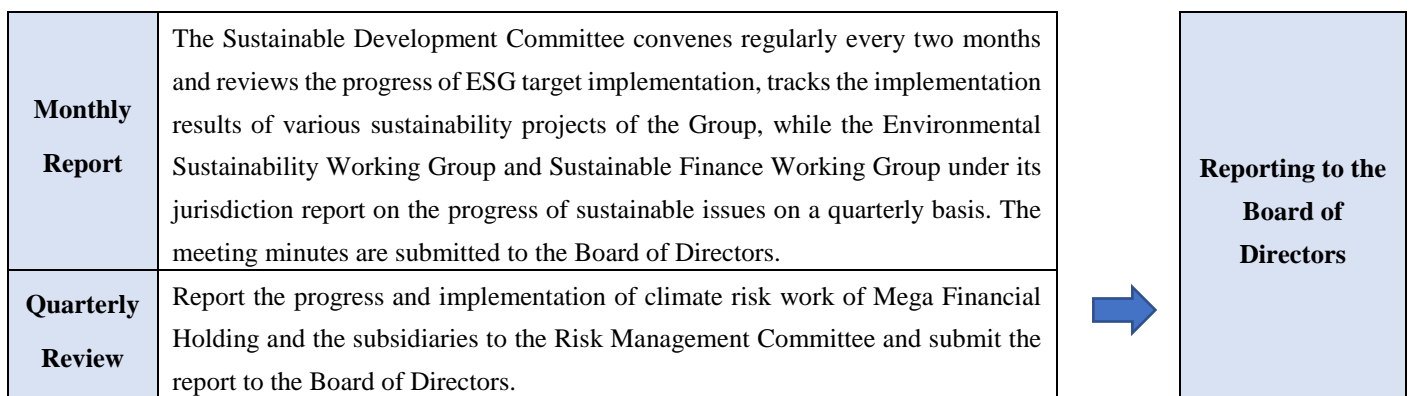 Monthly
Report
The Sustainable Development Committee convenes regularly every two months
and reviews the progress of ESG target implementation, tracks the implementation
results of various sustainability projects of the Group, while the Environmental
Sustainability Working Group and Sustainable Finance Working Group under its
jurisdiction report on the progress of sustainable issues on a quarterly basis. The
meeting minutes are submitted to the Board of Directors.
Quarterly
Review
Report the progress and implementation of climate risk work of Mega Financial
Holding and the subsidiaries to the Risk Management Committee and submit the
report to the Board of Directors.
Reporting to the
Board of
Directors